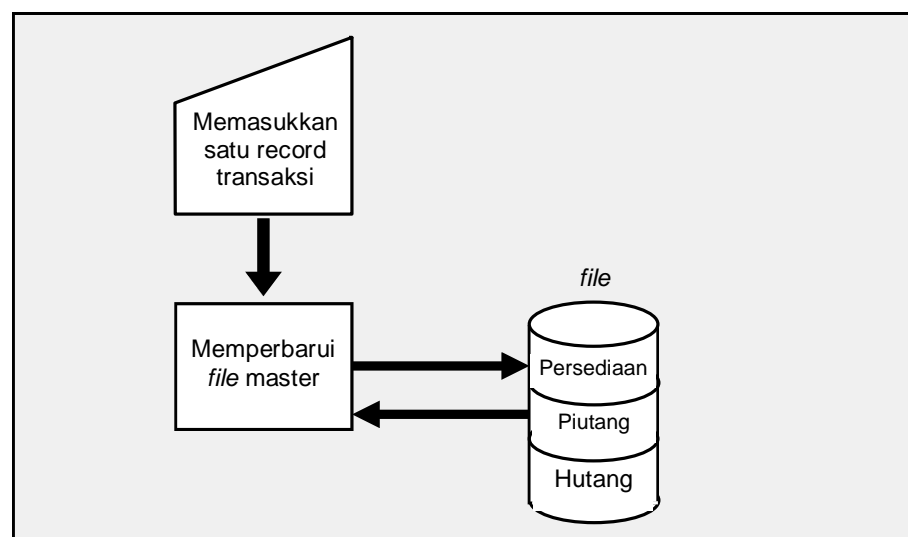 Memasukkan
satu record
transaksi
file
Memperbarui
file master
Persediaan
Piutang
Hutang